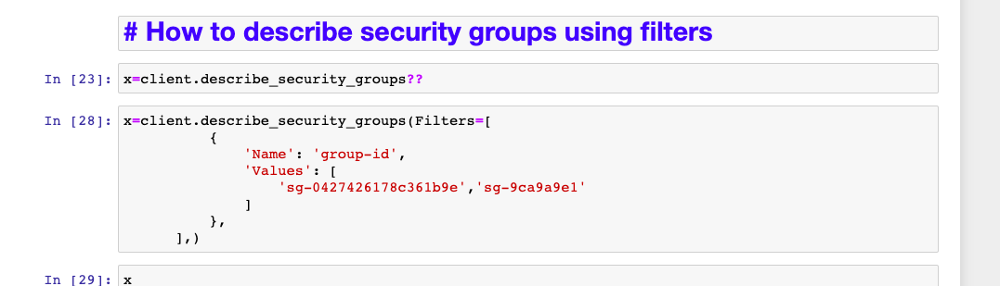 # How to describe security groups using filters
In [23]: x=client.describe_security_groups??
In [28]: x=client.describe_security_groups(Filters=[
{
'Name': 'group-id',
'Values': [
'sg-0427426178c361b9e','sg-9ca9a9e1'
]
},
],)
In [29]: x